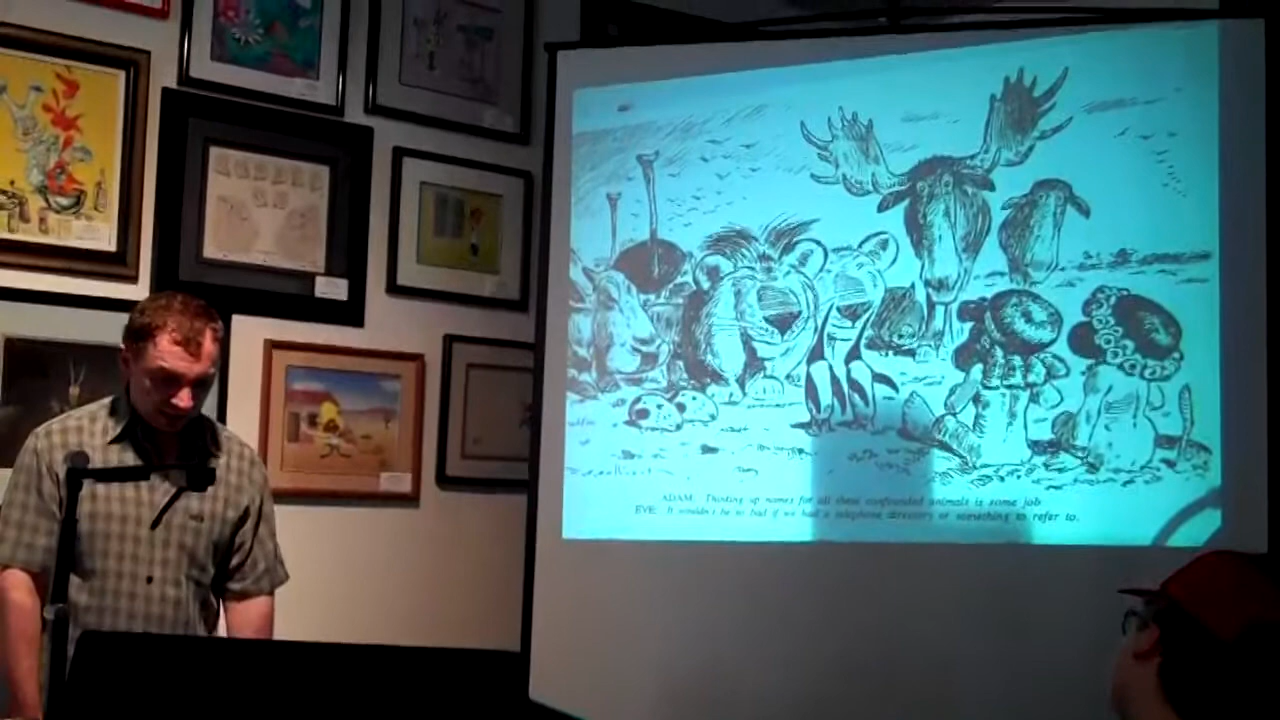 ADAM: Thinking up names for all these confounded animals is some job
EVE: It wouldn't be so bad if we had a telephone directory or something to refer to.